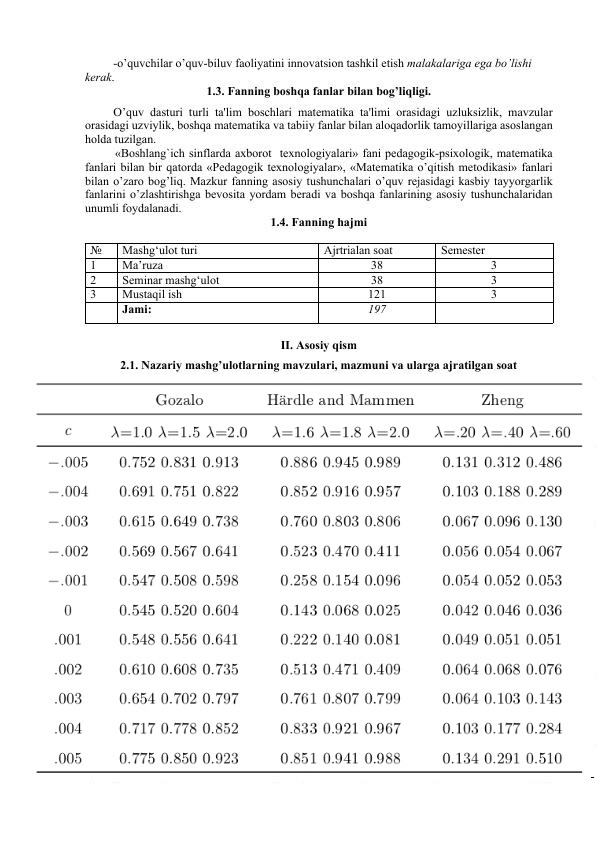 -o’quvchilar o’quv-biluv faoliyatini innovatsion tashkil etish malakalariga ega bo’lishi
kerak.
1.3. Fanning boshqa fanlar bilan bog’liqligi.
O’quv dasturi turli ta'lim boschlari matematika ta'limi orasidagi uzluksizlik, mavzular
orasidagi uzviylik, boshqa matematika va tabiiy fanlar bilan aloqadorlik tamoyillariga asoslangan
holda tuzilgan.
«Boshlang`ich sinflarda axborot texnologiyalari» fani pedagogik-psixologik, matematika
fanlari bilan bir qatorda «Pedagogik texnologiyalar», «Matematika o’qitish metodikasi» fanlari
bilan o’zaro bog’liq. Mazkur fanning asosiy tushunchalari o’quv rejasidagi kasbiy tayyorgarlik
fanlarini o’zlashtirishga bevosita yordam beradi va boshqa fanlarining asosiy tushunchalaridan
unumli foydalanadi.
1.4. Fanning hajmi
№ Mashg‘ulot turi Ajrtrialan soat Semester
1 Ma’ruza 38 3
2 Seminar mashg‘ulot 38 3
3 Mustaqil ish 121 3
Jami: 197
II. Asosiy qism
2.1. Nazariy mashg’ulotlarning mavzulari, mazmuni va ularga ajratilgan soat
Gozalo Härdle and Mammen Zheng
c λ=1.0 λ=1.5 λ=2.0 λ=1.6 λ=1.8 λ=2.0 λ=.20 λ=.40 λ=.60
−.005 0.752 0.831 0.913 0.886 0.945 0.989 0.131 0.312 0.486
−.004 0.691 0.751 0.822 0.852 0.916 0.957 0.103 0.188 0.289
−.003 0.615 0.649 0.738 0.760 0.803 0.806 0.067 0.096 0.130
−.002 0.569 0.567 0.641 0.523 0.470 0.411 0.056 0.054 0.067
−.001 0.547 0.508 0.598 0.258 0.154 0.096 0.054 0.052 0.053
0 0.545 0.520 0.604 0.143 0.068 0.025 0.042 0.046 0.036
.001 0.548 0.556 0.641 0.222 0.140 0.081 0.049 0.051 0.051
.002 0.610 0.608 0.735 0.513 0.471 0.409 0.064 0.068 0.076
.003 0.654 0.702 0.797 0.761 0.807 0.799 0.064 0.103 0.143
.004 0.717 0.778 0.852 0.833 0.921 0.967 0.103 0.177 0.284
.005 0.775 0.850 0.923 0.851 0.941 0.988 0.134 0.291 0.510